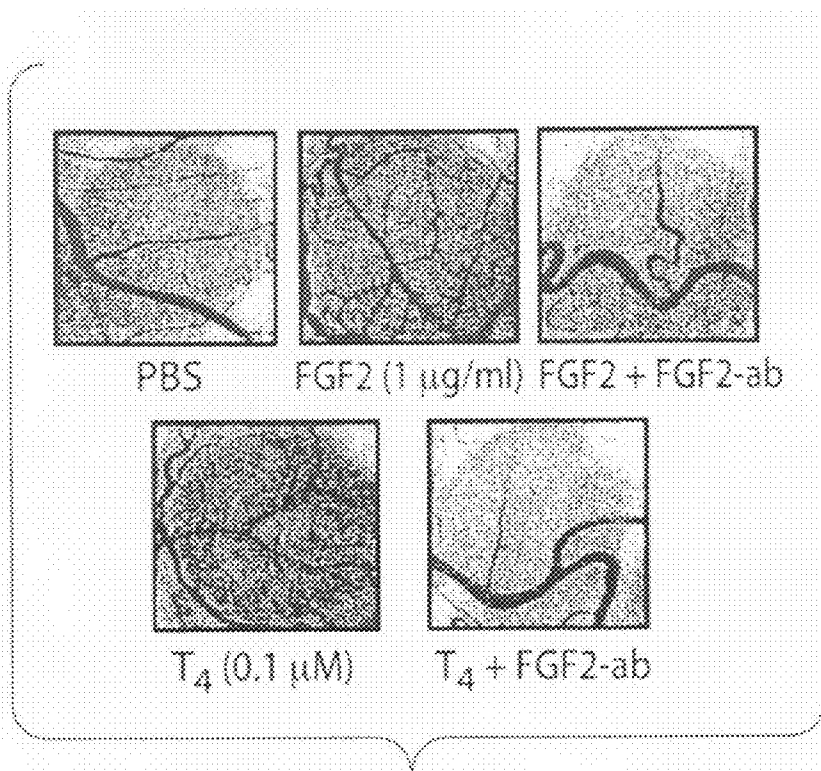 PBS FGF2 (1 μg/ml) FGF2 + FGF2-ab
T₄ (0.1 μM) T₄ + FGF2-ab